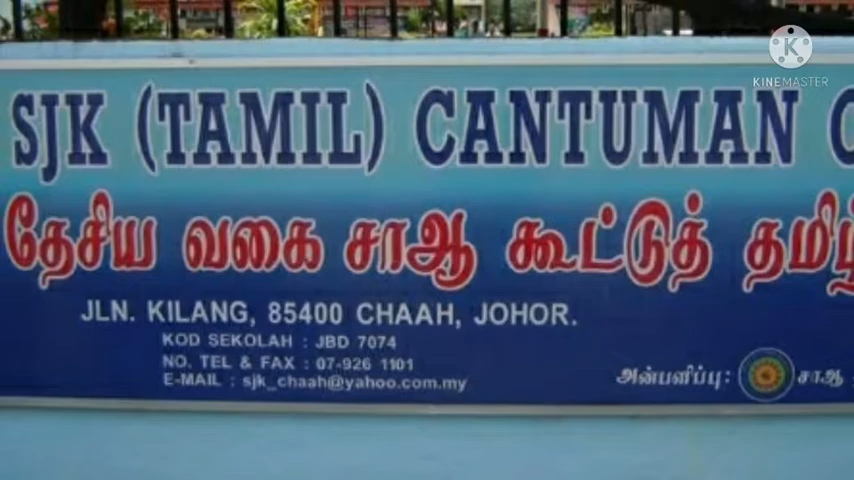 KINEMASTER
SJK (TAMIL) CANTUMAN
தேசிய வகை சாஆ கூட்டுத்
JLN. KILANG, 85400 CHAAH, JOHOR.
KOD SEKOLAH : JBD 7074
NO. TEL & FAX : 07-926 1101
E-MAIL : sjk_chaah@yahoo.com.my
அன்பளிப்பு: சாஆ